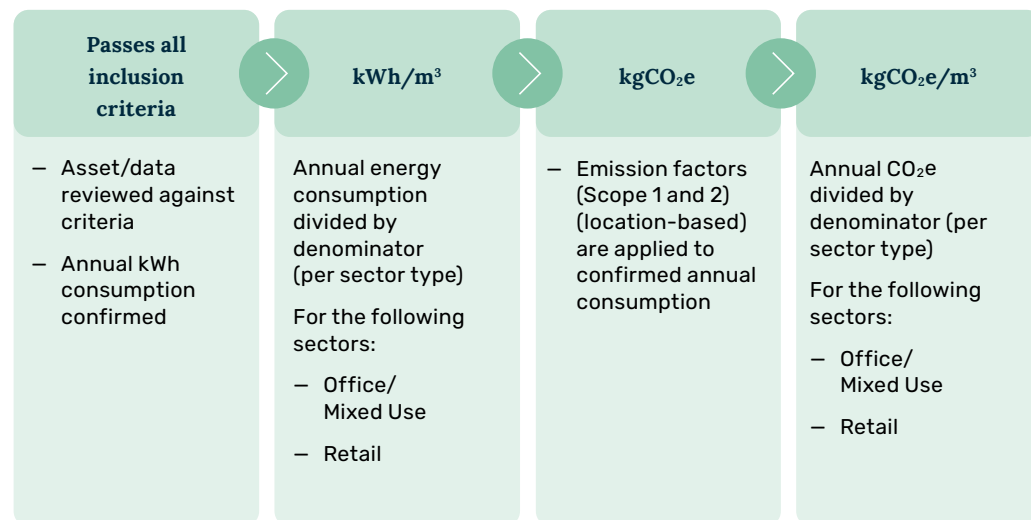 Passes all
inclusion
criteria
— Asset/data
reviewed against
criteria
— Annual kWh
consumption
confirmed
kWh/m³
Annual energy
consumption
divided by
denominator
(per sector type)
For the following
sectors:
— Office/
Mixed Use
— Retail
kgCO₂e
— Emission factors
(Scope 1 and 2)
(location-based)
are applied to
confirmed annual
consumption
kgCO₂e/m³
Annual CO₂e
divided by
denominator (per
sector type)
For the following
sectors:
— Office/
Mixed Use
— Retail